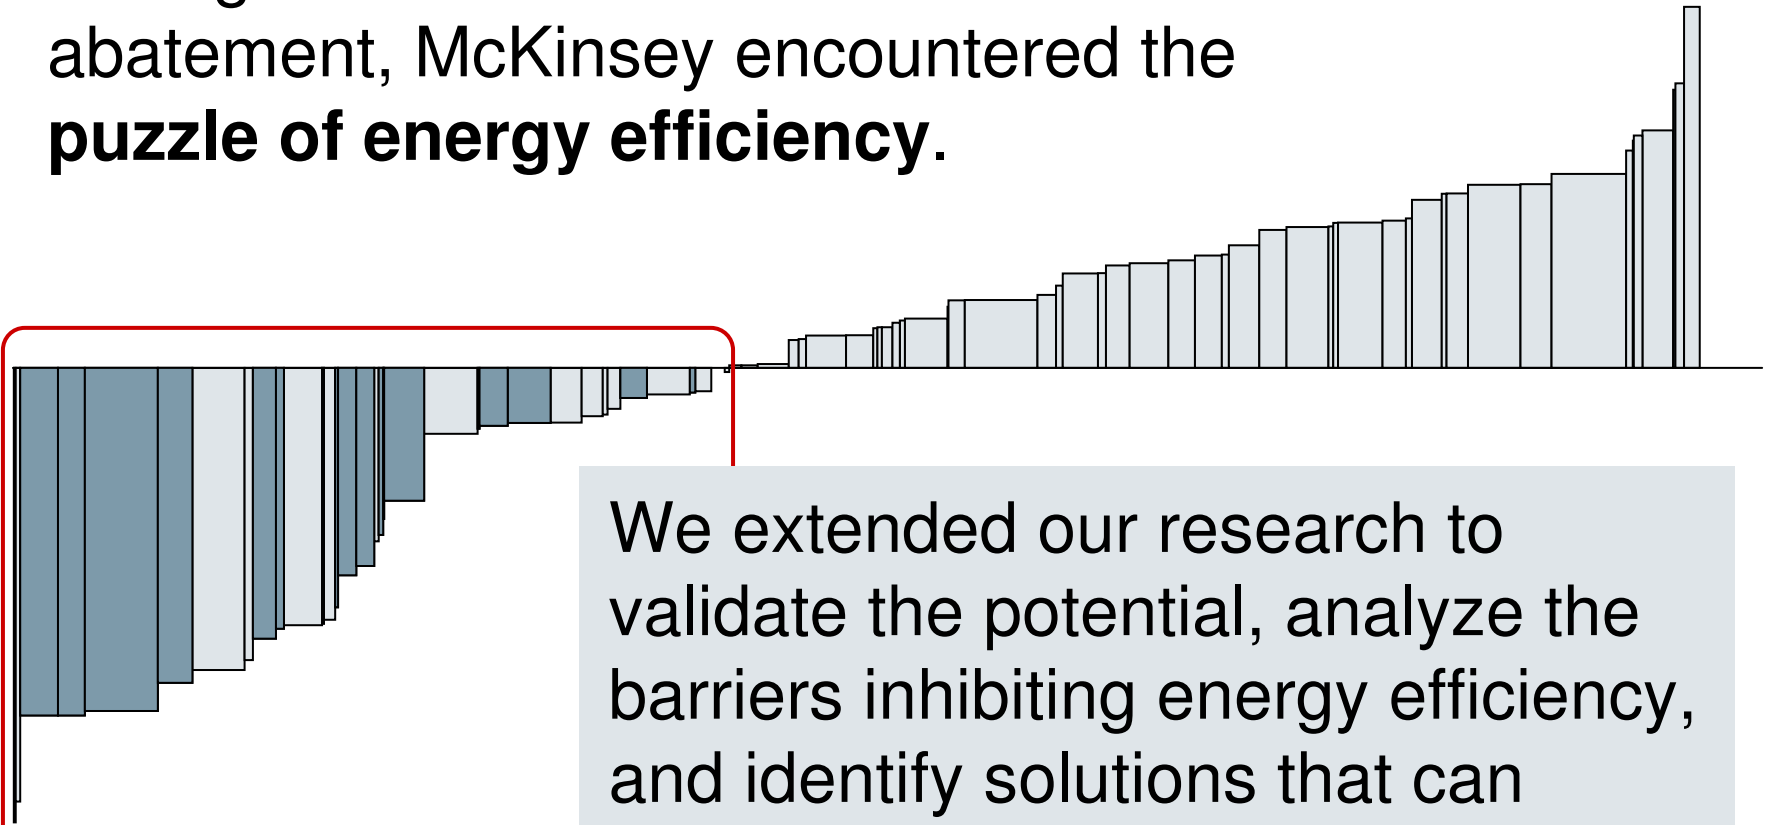 abatement, McKinsey encountered the
puzzle of energy efficiency.
We extended our research to
validate the potential, analyze the
barriers inhibiting energy efficiency,
and identify solutions that can